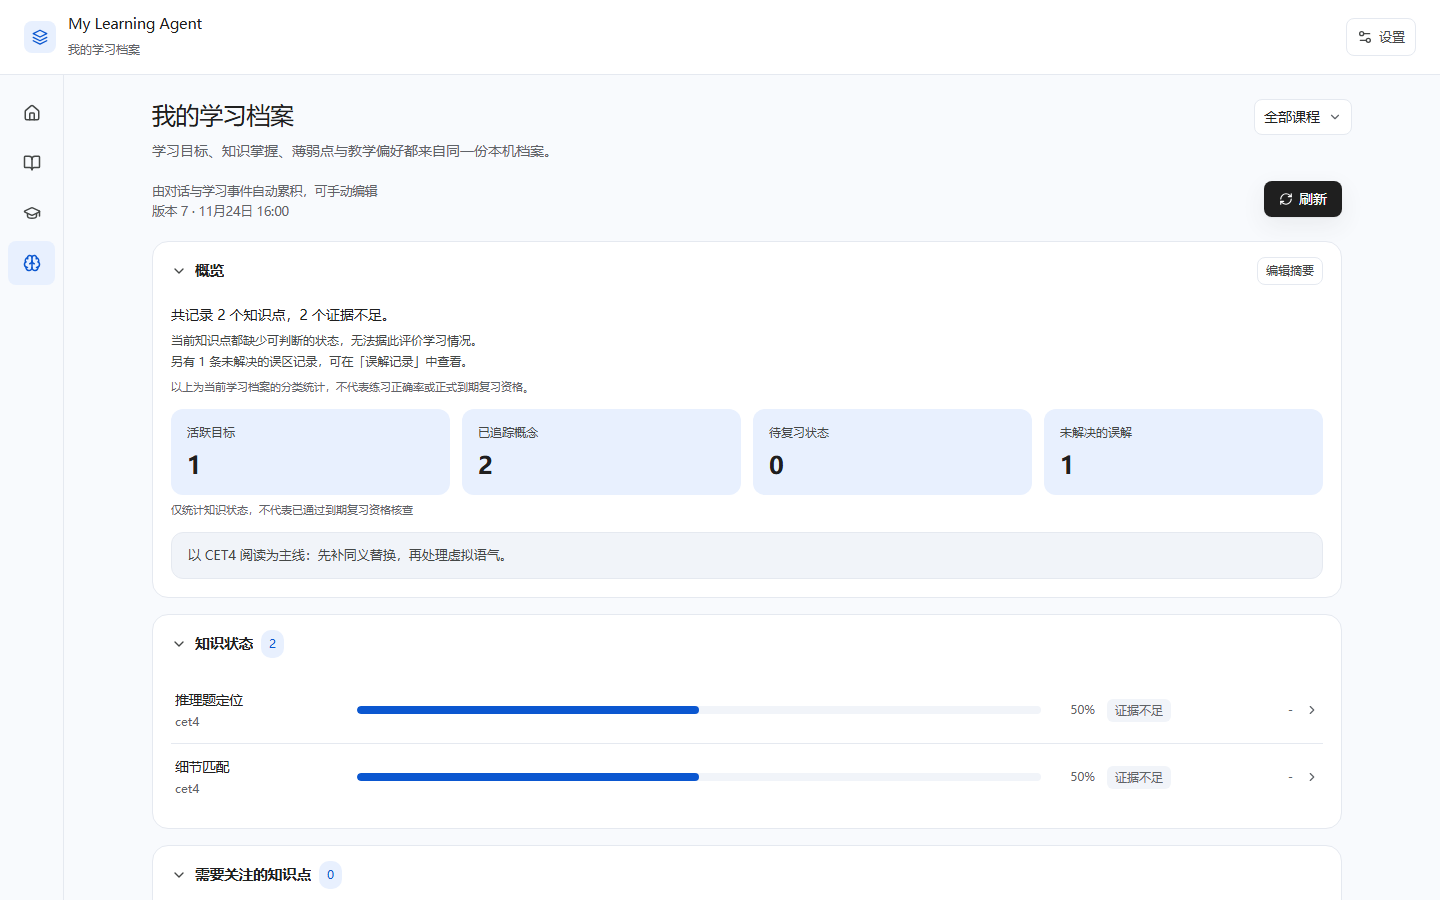 My Learning Agent
我的学习档案
设置
我的学习档案
全部课程
学习目标、知识掌握、薄弱点与教学偏好都来自同一份本机档案。
由对话与学习事件自动累积，可手动编辑
版本 7 · 11月24日 16:00
刷新
概览
编辑摘要
共记录 2 个知识点，2 个证据不足。
当前知识点都缺少可判断的状态，无法据此评价学习情况。
另有 1 条未解决的误区记录，可在「误解记录」中查看。
以上为当前学习档案的分类统计，不代表练习正确率或正式到期复习资格。
活跃目标
1
已追踪概念
2
待复习状态
0
未解决的误解
1
仅统计知识状态，不代表已通过到期复习资格核查
以 CET4 阅读为主线：先补同义替换，再处理虚拟语气。
知识状态 2
推理题定位
cet4
50% 证据不足 -
细节匹配
cet4
50% 证据不足 -
需要关注的知识点 0